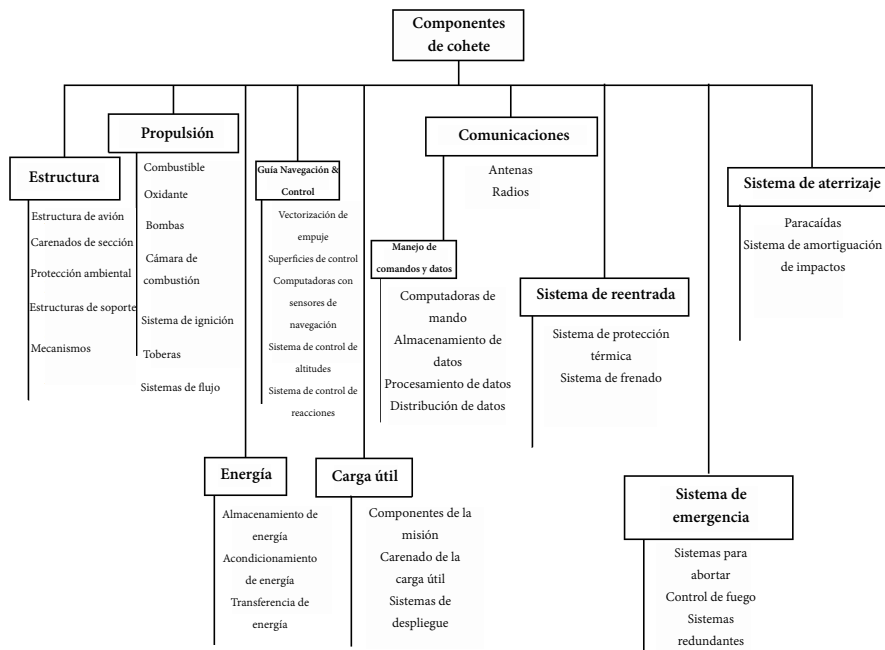 Componentes
de cohete
Estructura
Estructura de avión
Carenados de sección
Protección ambiental
Estructuras de soporte
Mecanismos
Propulsión
Combustible
Oxidante
Bombas
Cámara de
combustión
Sistema de ignición
Toberas
Sistemas de flujo
Energía
Almacenamiento de
energía
Acondicionamiento
de energía
Transferencia de
energía
Guía Navegación &
Control
Vectorización de
empuje
Superficies de control
Computadoras con
sensores de
navegación
Sistema de control de
altitudes
Sistema de control de
reacciones
Carga útil
Componentes de la
misión
Carenado de la
carga útil
Sistemas de
despliegue
Manejo de
comandos y datos
Computadoras de
mando
Almacenamiento de
datos
Procesamiento de datos
Distribución de datos
Comunicaciones
Antenas
Radios
Sistema de reentrada
Sistema de protección
térmica
Sistema de frenado
Sistema de
emergencia
Sistemas para
abortar
Control de fuego
Sistemas
redundantes
Sistema de aterrizaje
Paracaídas
Sistema de amortiguación
de impactos